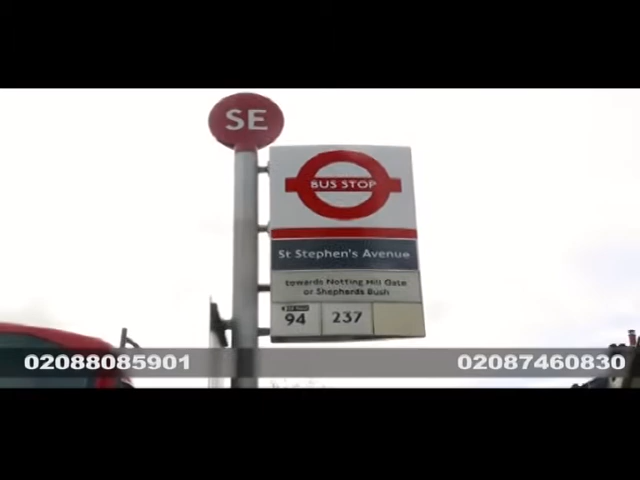 SE
BUS STOP
St Stephen's Avenue
towards Notting Hill Gate
or Shepherds Bush
94 237
02088085901 02087460830